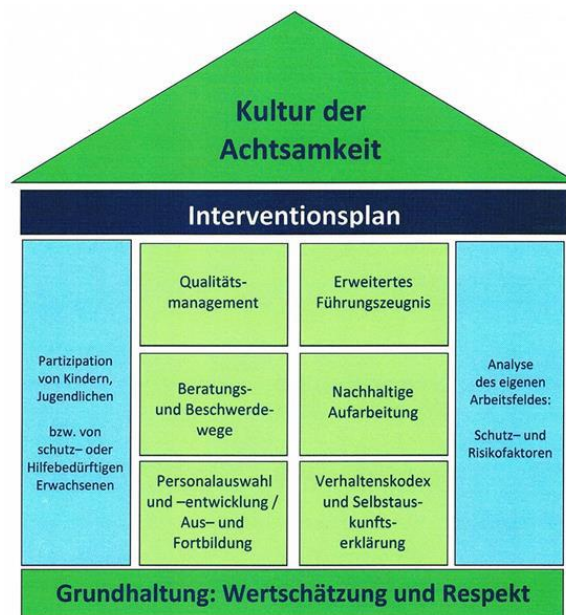 Kultur der
Achtsamkeit
Interventionsplan
Partizipation
von Kindern,
Jugendlichen
bzw. von
schutz– oder
Hilfebedürftigen
Erwachsenen
Qualitäts-
management
Erweitertes
Führungszeugnis
Beratungs-
und Beschwerde-
wege
Nachhaltige
Aufarbeitung
Personalauswahl
und –entwicklung /
Aus– und
Fortbildung
Verhaltenskodex
und Selbstaus-
kunfts-
erklärung
Analyse
des eigenen
Arbeitsfeldes:
Schutz– und
Risikofaktoren
Grundhaltung: Wertschätzung und Respekt